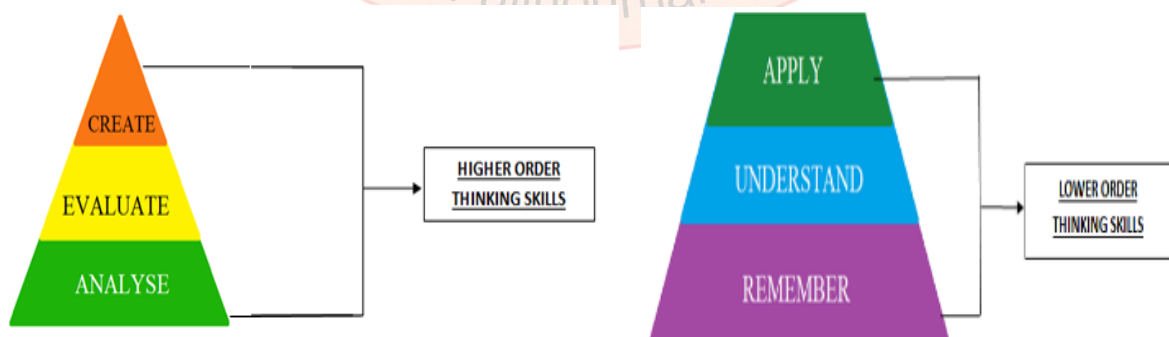 CREATE
EVALUATE
ANALYSE
HIGHER ORDER
THINKING SKILLS
APPLY
UNDERSTAND
REMEMBER
LOWER ORDER
THINKING SKILLS